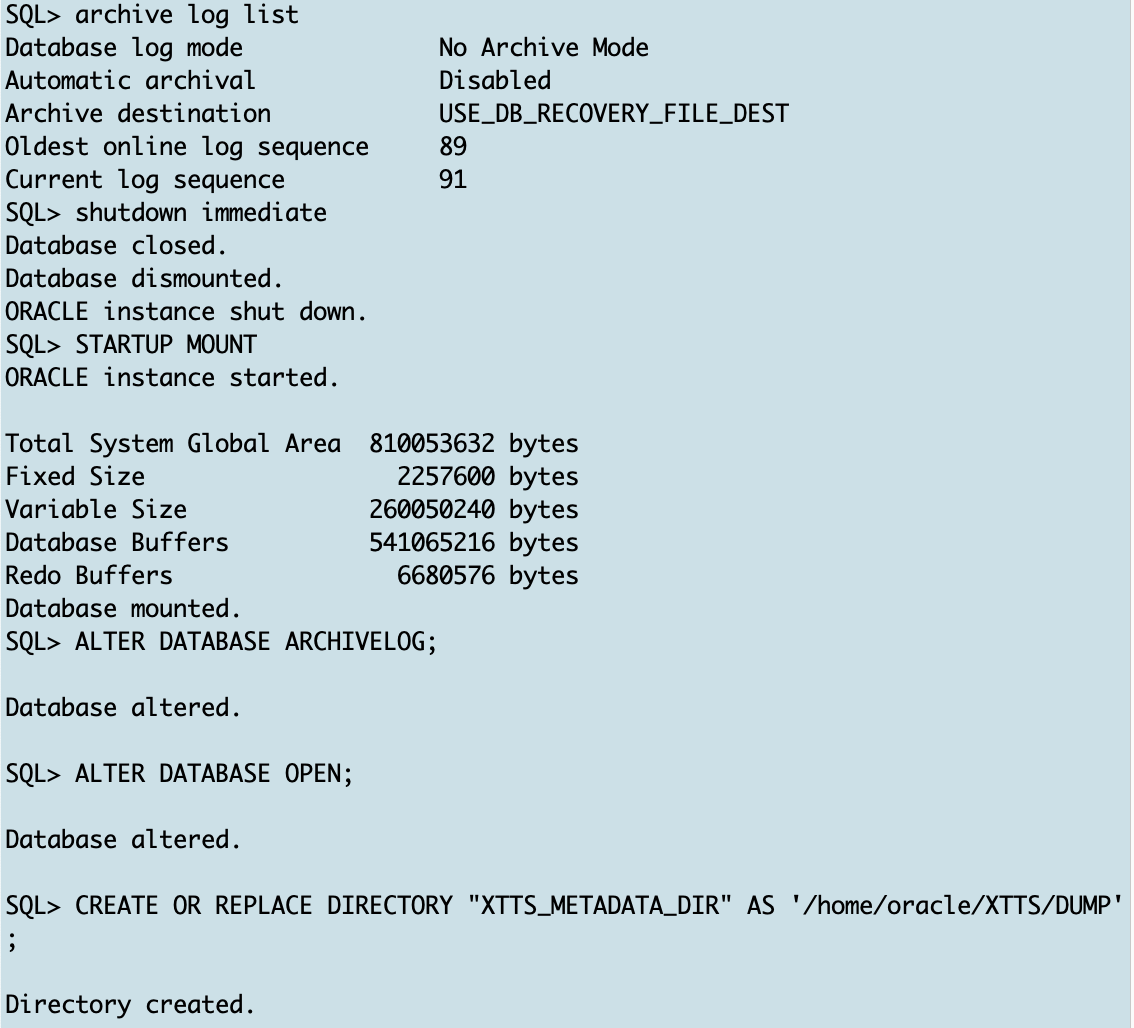 SQL> archive log list
Database log mode              No Archive Mode
Automatic archival             Disabled
Archive destination            USE_DB_RECOVERY_FILE_DEST
Oldest online log sequence     89
Current log sequence           91
SQL> shutdown immediate
Database closed.
Database dismounted.
ORACLE instance shut down.
SQL> STARTUP MOUNT
ORACLE instance started.

Total System Global Area  810053632 bytes
Fixed Size                  2257600 bytes
Variable Size             260050240 bytes
Database Buffers          541065216 bytes
Redo Buffers                6680576 bytes
Database mounted.
SQL> ALTER DATABASE ARCHIVELOG;

Database altered.

SQL> ALTER DATABASE OPEN;

Database altered.

SQL> CREATE OR REPLACE DIRECTORY "XTTS_METADATA_DIR" AS '/home/oracle/XTTS/DUMP'
;

Directory created.